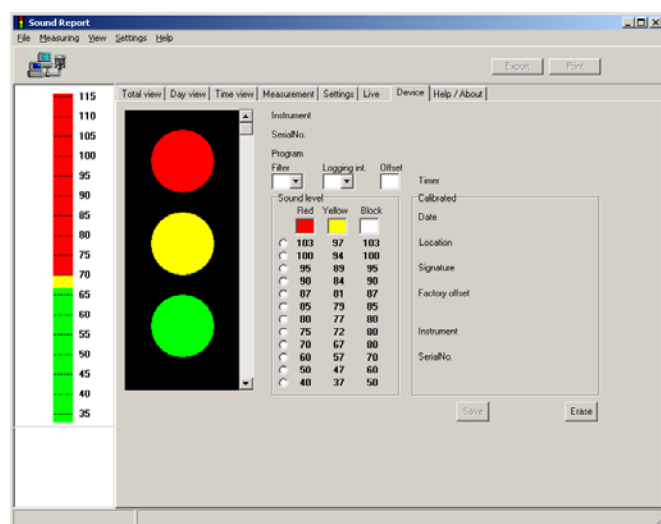 Sound Report
File Measuring View Settings Help
Export Print
Total view Day view Time view Measurement Settings Live Device Help / About
115
110
105
100
95
90
85
80
75
70
65
60
55
50
45
40
35
Instrument
SerialNo.
Program
Filter Logging int. Offset
Timer
Sound level
Red Yellow Block
103 97 103
100 94 100
95 89 95
90 84 90
87 81 87
85 79 85
80 77 80
75 72 80
70 67 80
60 57 70
50 47 60
40 37 50
Calibrated
Date
Location
Signature
Factory offset
Instrument
SerialNo.
Save Erase